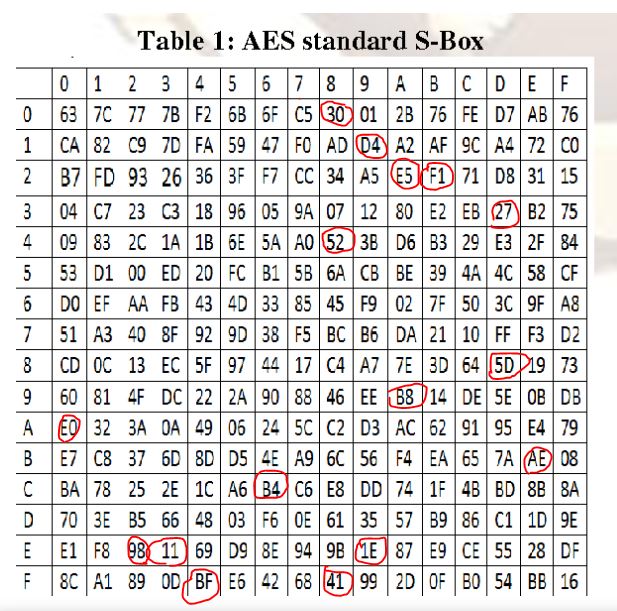 Table 1: AES standard S-Box
0 1 2 3 4 5 6 7 8 9 A B C D E F
0 63 7C 77 7B F2 6B 6F C5 30 01 2B 76 FE D7 AB 76
1 CA 82 C9 7D FA 59 47 F0 AD D4 A2 AF 9C A4 72 C0
2 B7 FD 93 26 36 3F F7 CC 34 A5 E5 F1 71 D8 31 15
3 04 C7 23 C3 18 96 05 9A 07 12 80 E2 EB 27 B2 75
4 09 83 2C 1A 1B 6E 5A A0 52 3B D6 B3 29 E3 2F 84
5 53 D1 00 ED 20 FC B1 5B 6A CB BE 39 4A 4C 58 CF
6 D0 EF AA FB 43 4D 33 85 45 F9 02 7F 50 3C 9F A8
7 51 A3 40 8F 92 9D 38 F5 BC B6 DA 21 10 FF F3 D2
8 CD 0C 13 EC 5F 97 44 17 C4 A7 7E 3D 64 5D 19 73
9 60 81 4F DC 22 2A 90 88 46 EE B8 14 DE 5E 0B DB
A E0 32 3A 0A 49 06 24 5C C2 D3 AC 62 91 95 E4 79
B E7 C8 37 6D 8D D5 4E A9 6C 56 F4 EA 65 7A AE 08
C BA 78 25 2E 1C A6 B4 C6 E8 DD 74 1F 4B BD 8B 8A
D 70 3E B5 66 48 03 F6 0E 61 35 57 B9 86 C1 1D 9E
E E1 F8 98 11 69 D9 8E 94 9B 1E 87 E9 CE 55 28 DF
F 8C A1 89 0D BF E6 42 68 41 99 2D 0F B0 54 BB 16